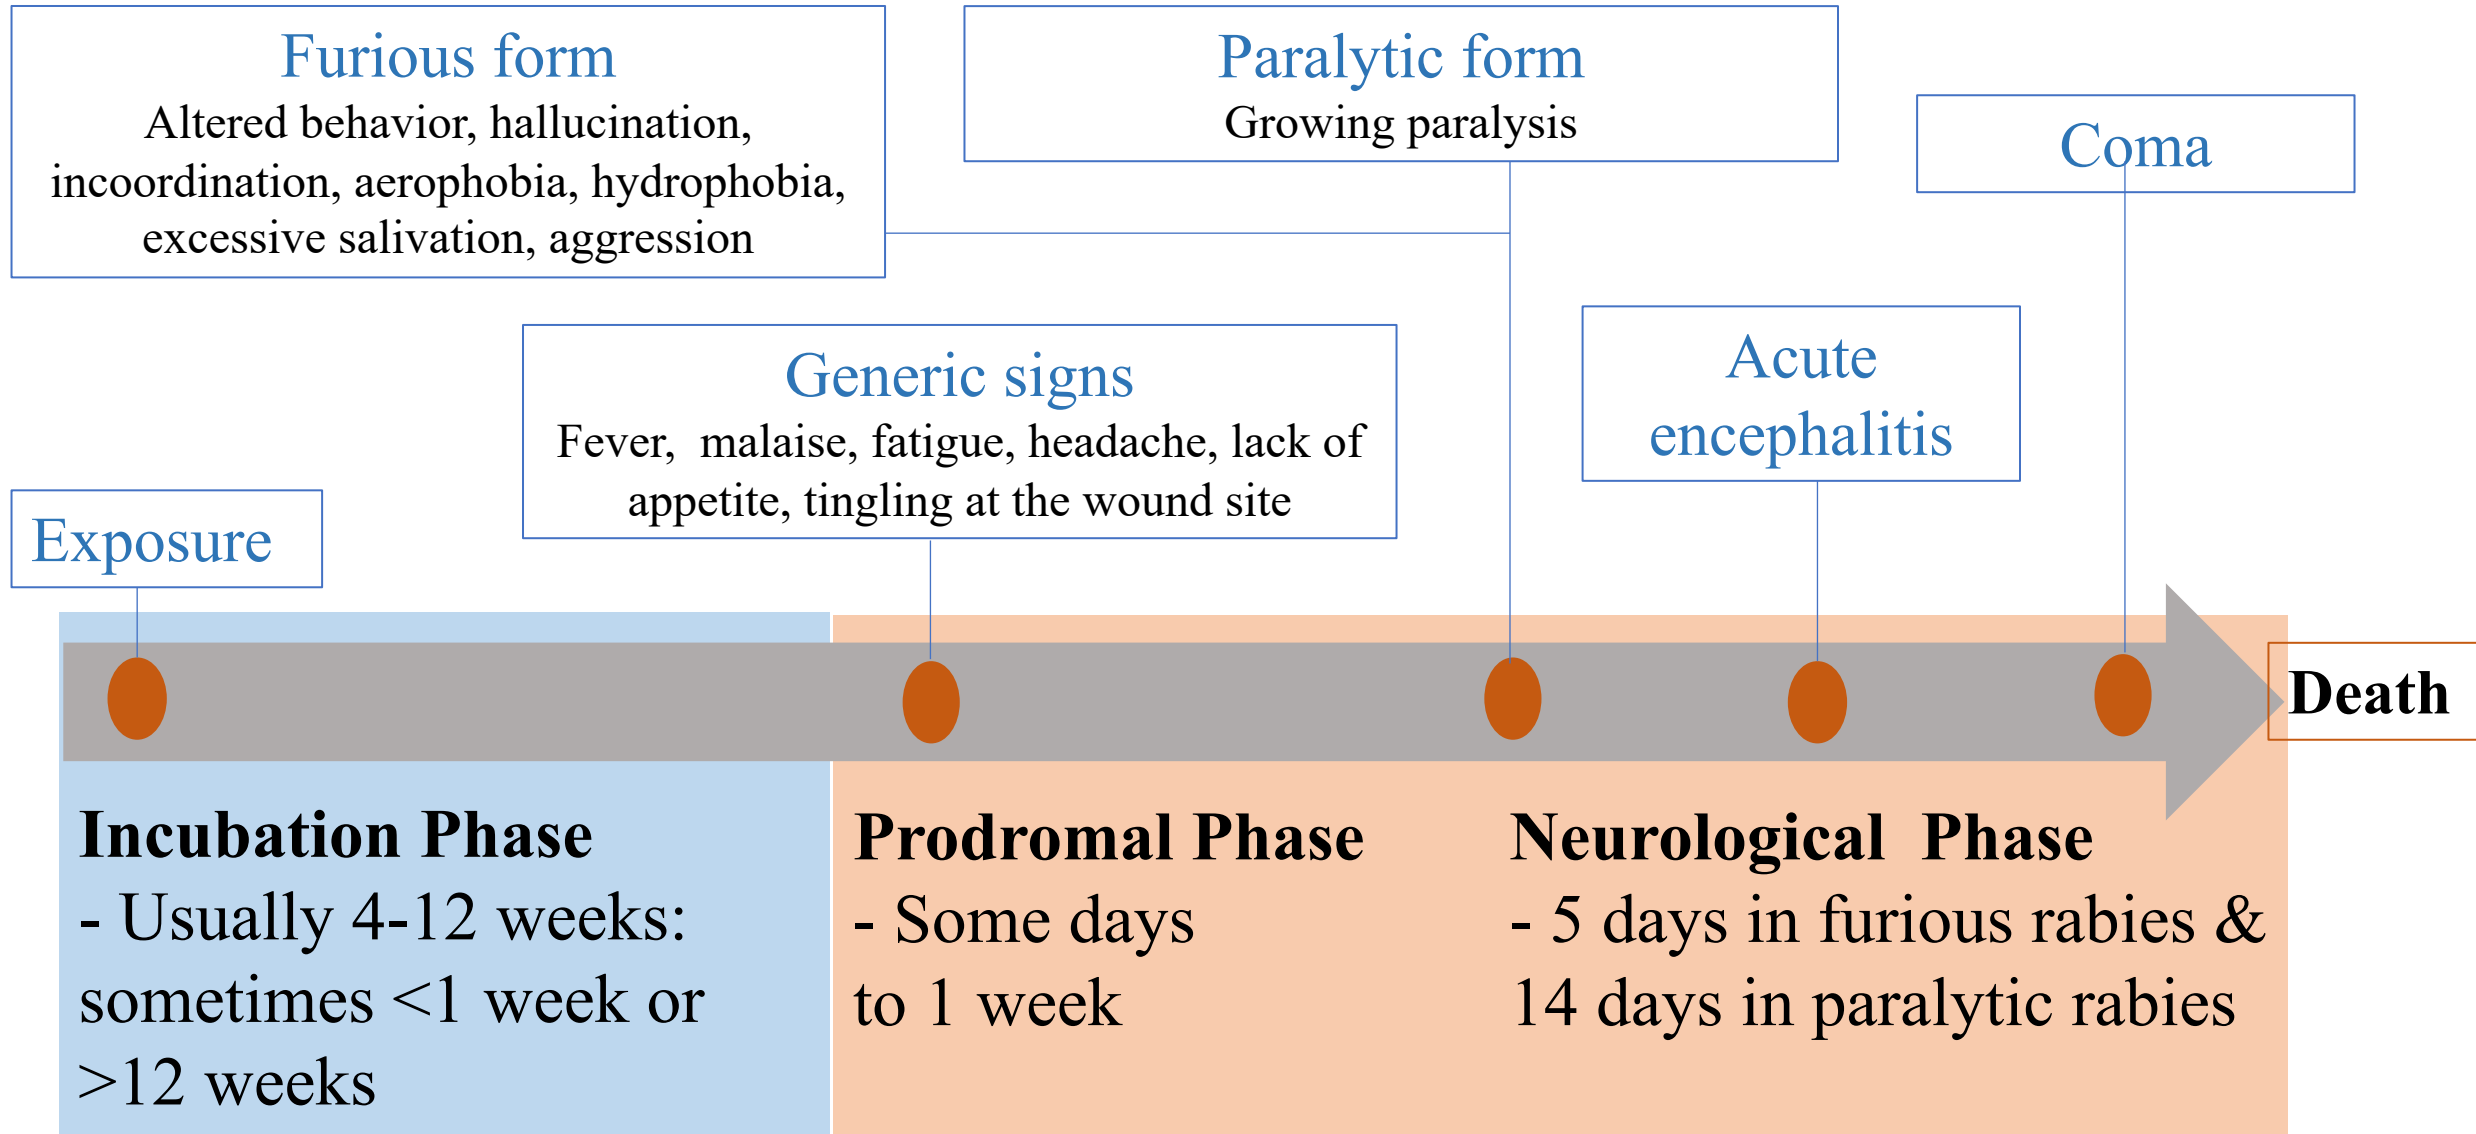 Furious form
Altered behavior, hallucination,
incoordination, aerophobia, hydrophobia,
excessive salivation, aggression
Paralytic form
Growing paralysis
Coma
Generic signs
Fever, malaise, fatigue, headache, lack of
appetite, tingling at the wound site
Acute
encephalitis
Exposure
Death
Incubation Phase
- Usually 4-12 weeks:
sometimes <1 week or
>12 weeks
Prodromal Phase
- Some days
to 1 week
Neurological Phase
- 5 days in furious rabies &
14 days in paralytic rabies